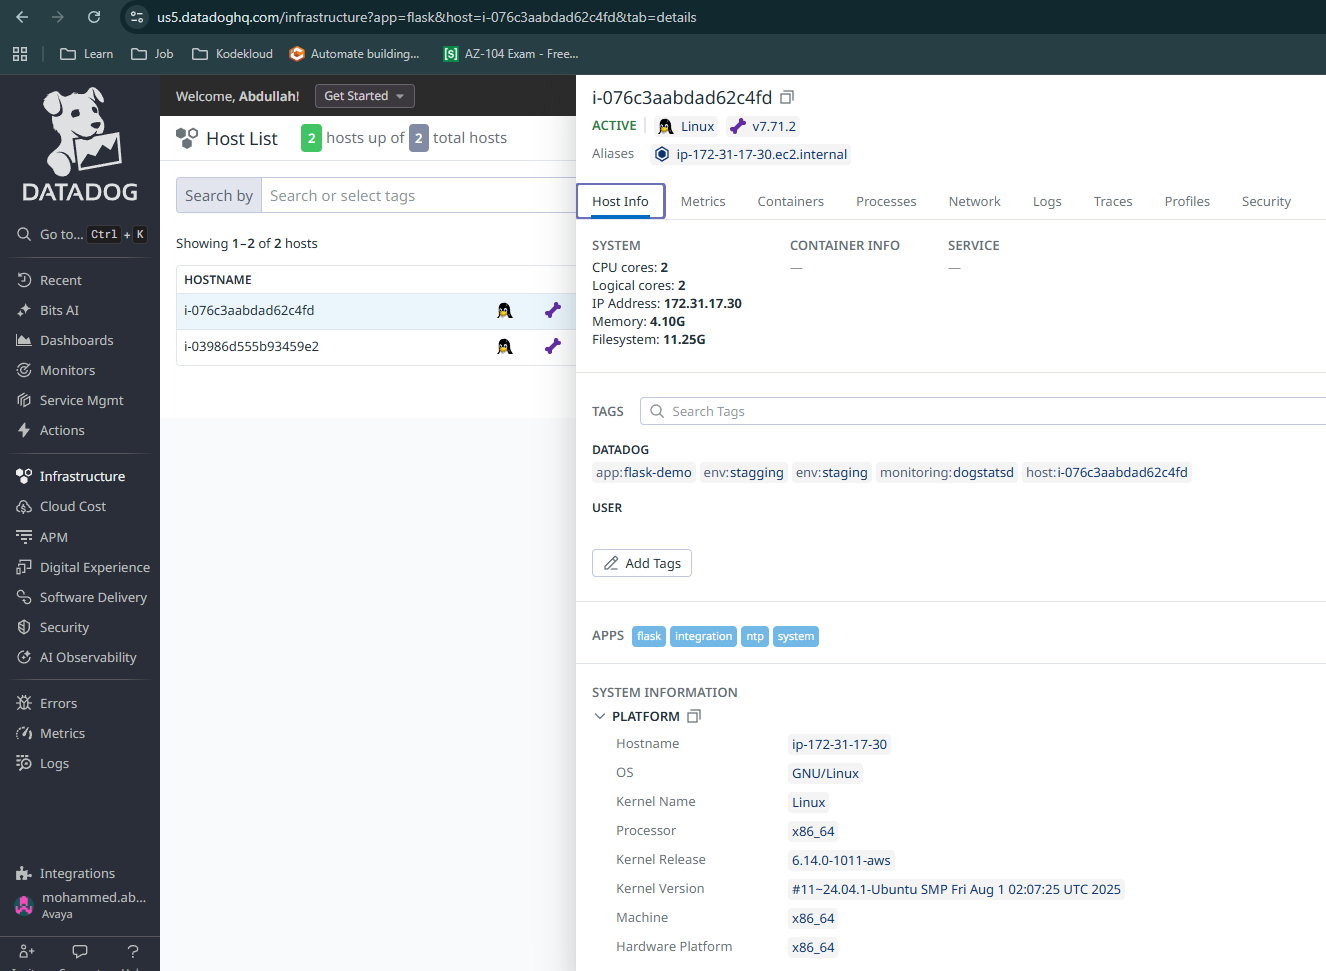 us5.datadoghq.com/infrastructure?app=flask&host=i-076c3aabdad62c4fd&tab=details
Learn
Job
Kodekloud
Automate building...
[S] AZ-104 Exam - Free...
DATADOG
Go to... Ctrl + K
Recent
Bits AI
Dashboards
Monitors
Service Mgmt
Actions
Infrastructure
Cloud Cost
APM
Digital Experience
Software Delivery
Security
AI Observability
Errors
Metrics
Logs
Integrations
mohammed.ab...
Avaya
Welcome, Abdullah!
Get Started
Host List
2 hosts up of 2 total hosts
Search by
Search or select tags
Showing 1–2 of 2 hosts
HOSTNAME
i-076c3aabdad62c4fd
i-03986d555b93459e2
i-076c3aabdad62c4fd
ACTIVE
Linux
v7.71.2
Aliases
ip-172-31-17-30.ec2.internal
Host Info
Metrics
Containers
Processes
Network
Logs
Traces
Profiles
Security
SYSTEM
CPU cores: 2
Logical cores: 2
IP Address: 172.31.17.30
Memory: 4.10G
Filesystem: 11.25G
CONTAINER INFO
—
SERVICE
—
TAGS
Search Tags
DATADOG
app:flask-demo env:stagging env:staging monitoring:dogstatsd host:i-076c3aabdad62c4fd
USER
Add Tags
APPS flask integration ntp system
SYSTEM INFORMATION
PLATFORM
Hostname ip-172-31-17-30
OS GNU/Linux
Kernel Name Linux
Processor x86_64
Kernel Release 6.14.0-1011-aws
Kernel Version #11~24.04.1-Ubuntu SMP Fri Aug 1 02:07:25 UTC 2025
Machine x86_64
Hardware Platform x86_64